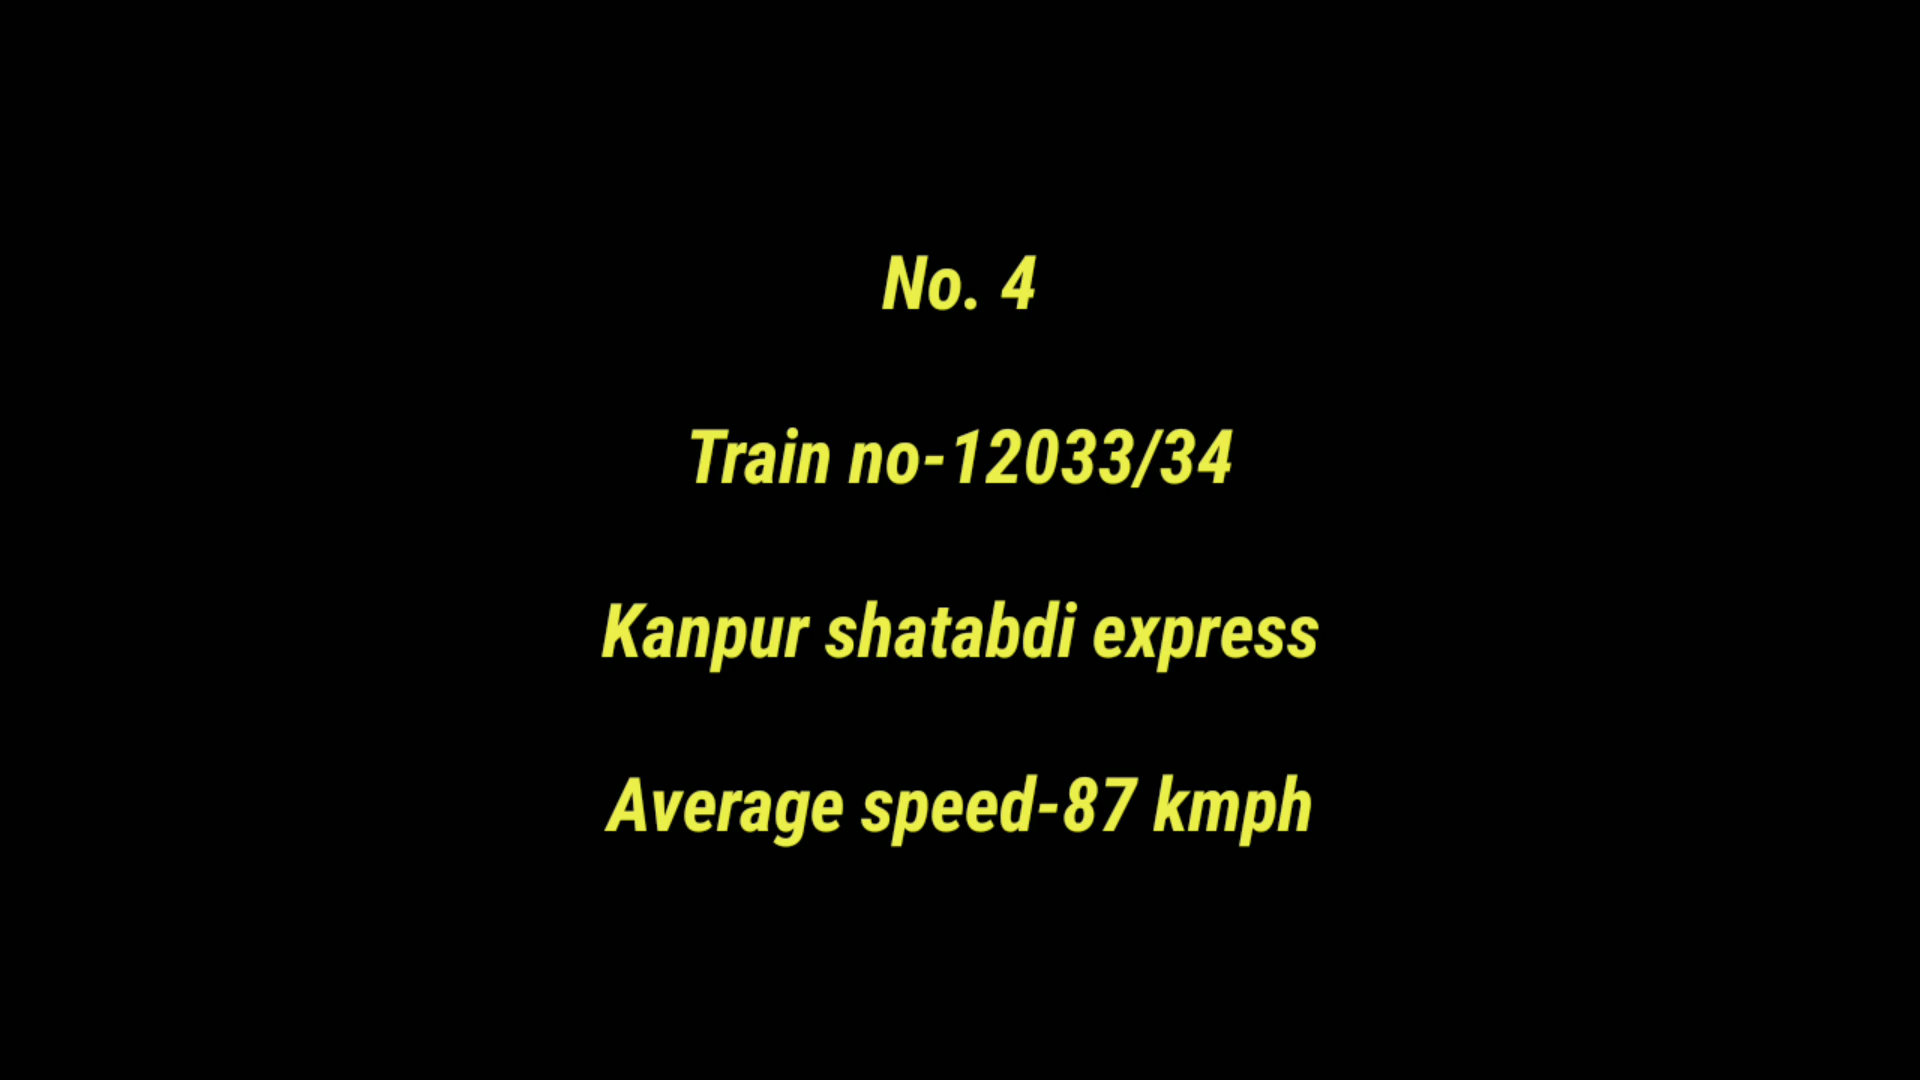 No. 4
Train no-12033/34
Kanpur shatabdi express
Average speed-87 kmph